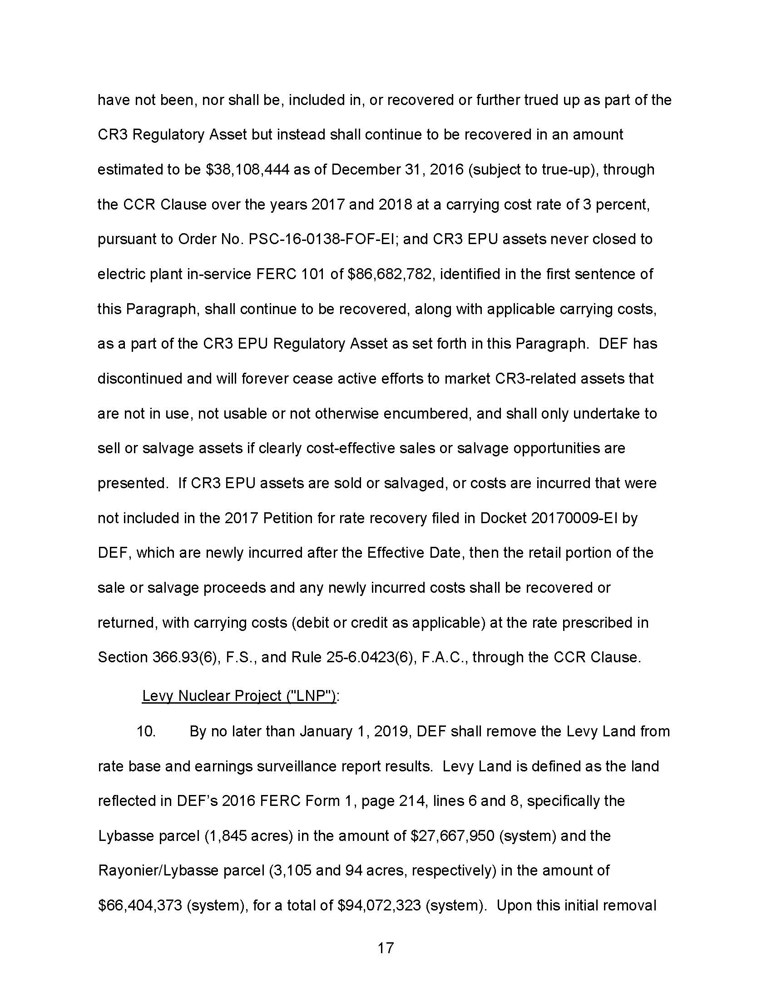 have not been, nor shall be, included in, or recovered or further trued up as part of the
CR3 Regulatory Asset but instead shall continue to be recovered in an amount
estimated to be $38,108,444 as of December 31, 2016 (subject to true-up), through
the CCR Clause over the years 2017 and 2018 at a carrying cost rate of 3 percent,
pursuant to Order No. PSC-16-0138-FOF-EI; and CR3 EPU assets never closed to
electric plant in-service FERC 101 of $86,682,782, identified in the first sentence of
this Paragraph, shall continue to be recovered, along with applicable carrying costs,
as a part of the CR3 EPU Regulatory Asset as set forth in this Paragraph.  DEF has
discontinued and will forever cease active efforts to market CR3-related assets that
are not in use, not usable or not otherwise encumbered, and shall only undertake to
sell or salvage assets if clearly cost-effective sales or salvage opportunities are
presented.  If CR3 EPU assets are sold or salvaged, or costs are incurred that were
not included in the 2017 Petition for rate recovery filed in Docket 20170009-EI by
DEF, which are newly incurred after the Effective Date, then the retail portion of the
sale or salvage proceeds and any newly incurred costs shall be recovered or
returned, with carrying costs (debit or credit as applicable) at the rate prescribed in
Section 366.93(6), F.S., and Rule 25-6.0423(6), F.A.C., through the CCR Clause.
Levy Nuclear Project ("LNP"):
10. By no later than January 1, 2019, DEF shall remove the Levy Land from
rate base and earnings surveillance report results.  Levy Land is defined as the land
reflected in DEF’s 2016 FERC Form 1, page 214, lines 6 and 8, specifically the
Lybasse parcel (1,845 acres) in the amount of $27,667,950 (system) and the
Rayonier/Lybasse parcel (3,105 and 94 acres, respectively) in the amount of
$66,404,373 (system), for a total of $94,072,323 (system).  Upon this initial removal
17